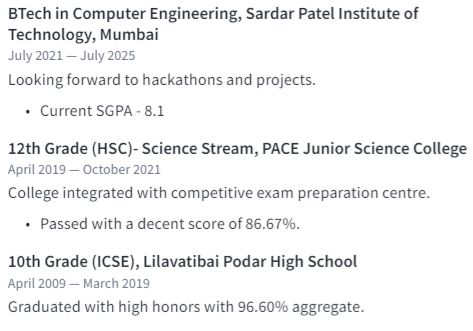 BTech in Computer Engineering, Sardar Patel Institute of
Technology, Mumbai
July 2021 — July 2025
Looking forward to hackathons and projects.
• Current SGPA - 8.1
12th Grade (HSC)- Science Stream, PACE Junior Science College
April 2019 — October 2021
College integrated with competitive exam preparation centre.
• Passed with a decent score of 86.67%.
10th Grade (ICSE), Lilavatibai Podar High School
April 2009 — March 2019
Graduated with high honors with 96.60% aggregate.